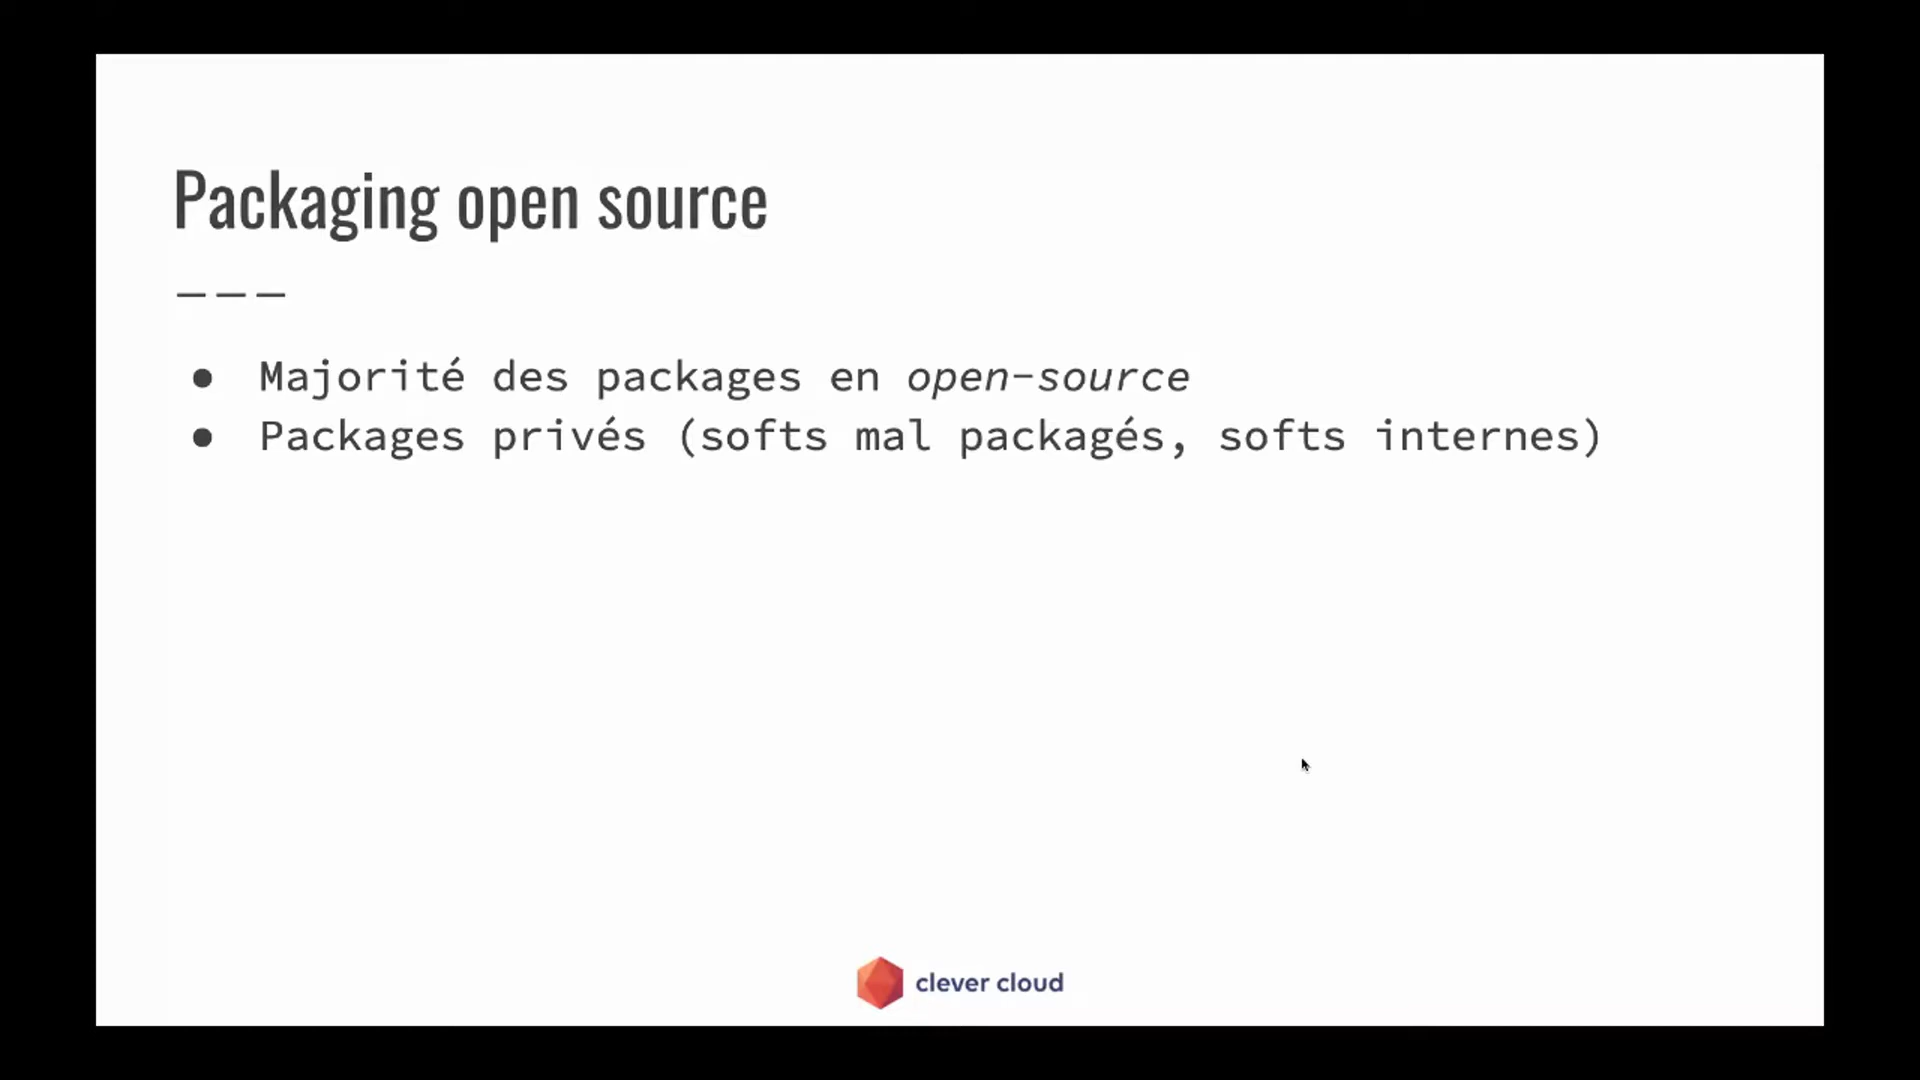 Packaging open source
———
● Majorité des packages en open-source
● Packages privés (softs mal packagés, softs internes)
clever cloud